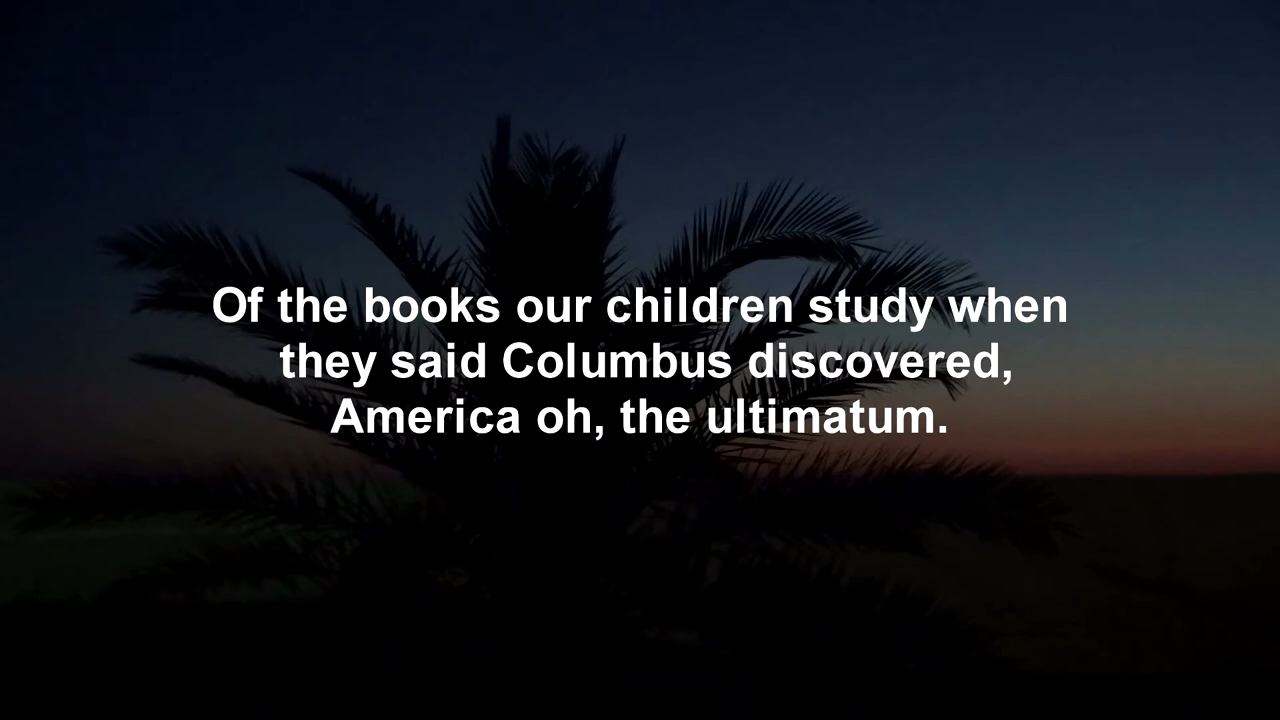 Of the books our children study when
they said Columbus discovered,
America oh, the ultimatum.